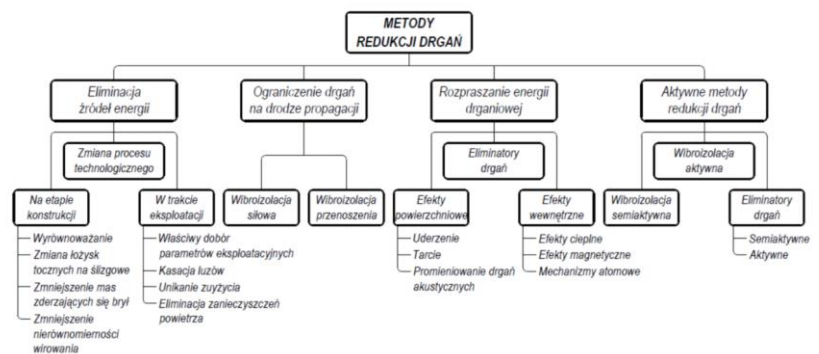 METODY
REDUKCJI DRGAŃ
Eliminacja
źródeł energii
Ograniczenie drgań
na drodze propagacji
Rozpraszanie energii
drganiowej
Aktywne metody
redukcji drgań
Zmiana procesu
technologicznego
Eliminatory
drgań
Wibroizolacja
aktywna
Na etapie
konstrukcji
W trakcie
eksploatacji
Wibroizolacja
siłowa
Wibroizolacja
przenoszenia
Efekty
powierzchniowe
Efekty
wewnętrzne
Wibroizolacja
semiaktywna
Eliminatory
drgań
Wyrównoważanie
Zmiana łożysk
tocznych na ślizgowe
Zmniejszenie mas
zderzających się brył
Zmniejszenie
nierównomierności
wirowania
Właściwy dobór
parametrów eksploatacyjnych
Kasacja luzów
Unikanie zużycia
Eliminacja zanieczyszczeń
powietrza
Uderzenie
Tarcie
Promieniowanie drgań
akustycznych
Efekty cieplne
Efekty magnetyczne
Mechanizmy atomowe
Semiaktywne
Aktywne